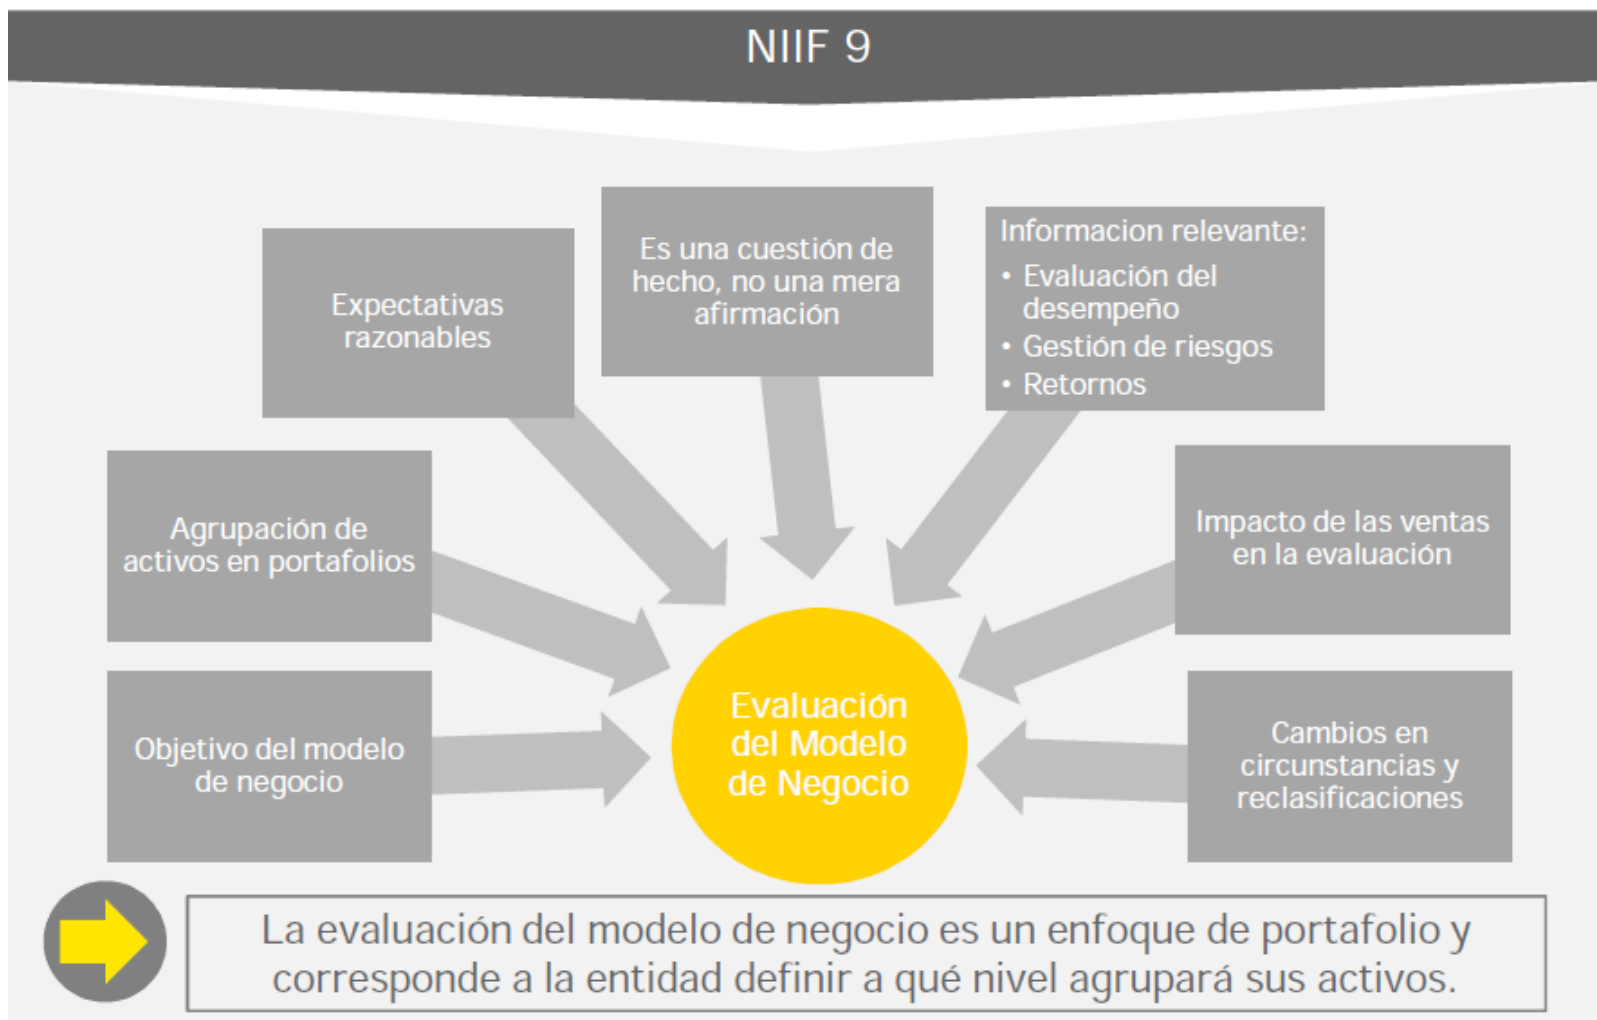 NIIF 9
Es una cuestión de
hecho, no una mera
afirmación
Informacion relevante:
• Evaluación del
desempeño
• Gestión de riesgos
• Retornos
Expectativas
razonables
Agrupación de
activos en portafolios
Impacto de las ventas
en la evaluación
Objetivo del modelo
de negocio
Evaluación
del Modelo
de Negocio
Cambios en
circunstancias y
reclasificaciones
La evaluación del modelo de negocio es un enfoque de portafolio y
corresponde a la entidad definir a qué nivel agrupará sus activos.